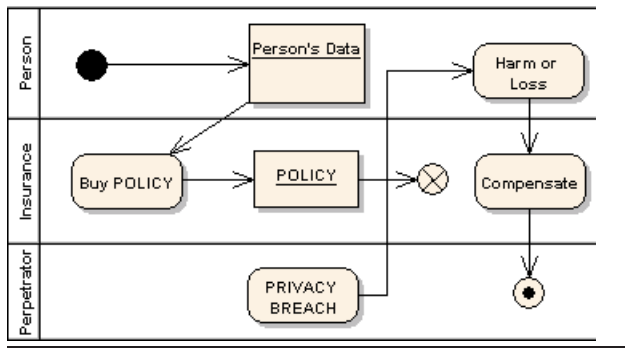 Person
Person's Data
Harm or
Loss
Insurance
Buy POLICY
POLICY
Compensate
Perpetrator
PRIVACY
BREACH